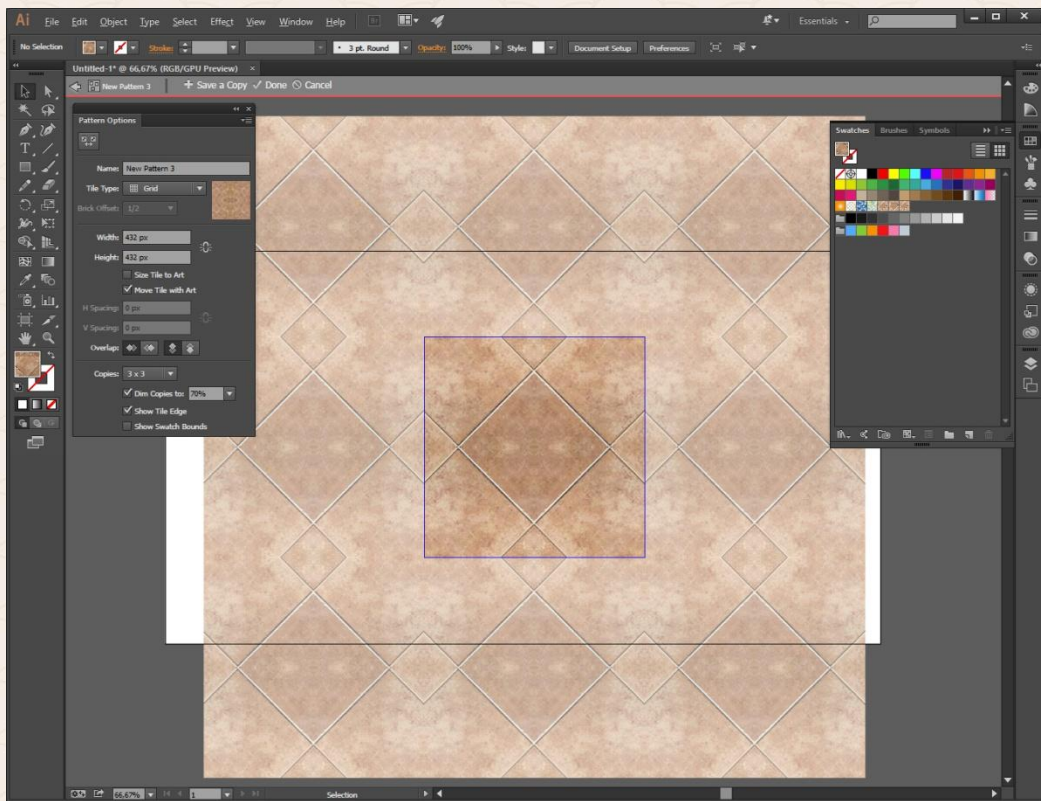 Ai File Edit Object Type Select Effect View Window Help Br Essentials
No Selection Stroke: 3 pt. Round Opacity: 100% Style: Document Setup Preferences
Untitled-1* @ 66,67% (RGB/GPU Preview) ×
New Pattern 3 + Save a Copy ✓ Done Cancel
Pattern Options
Name: New Pattern 3
Tile Type: Grid
Brick Offset: 1/2
Width: 432 px
Height: 432 px
Size Tile to Art
Move Tile with Art
H Spacing: 0 px
V Spacing: 0 px
Overlap:
Copies: 3 x 3
Dim Copies to: 70%
Show Tile Edge
Show Swatch Bounds
Swatches Brushes Symbols
66,67% 1 Selection